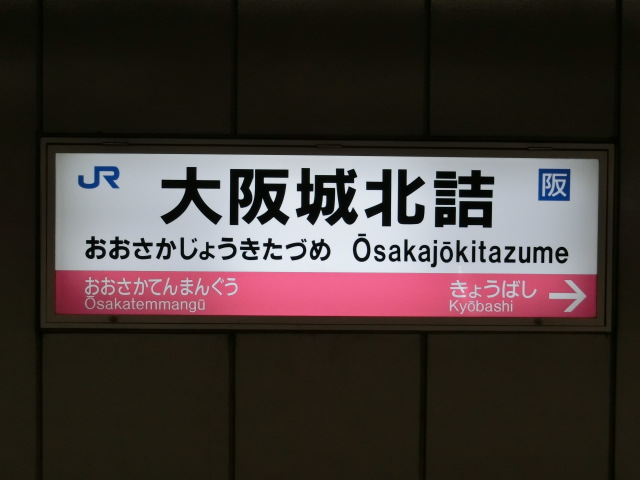 JR 大阪城北詰 阪
おおさかじょうきたづめ Ōsakajōkitazume
おおさかてんまんぐう きょうばし →
Ōsakatemmangū Kyōbashi